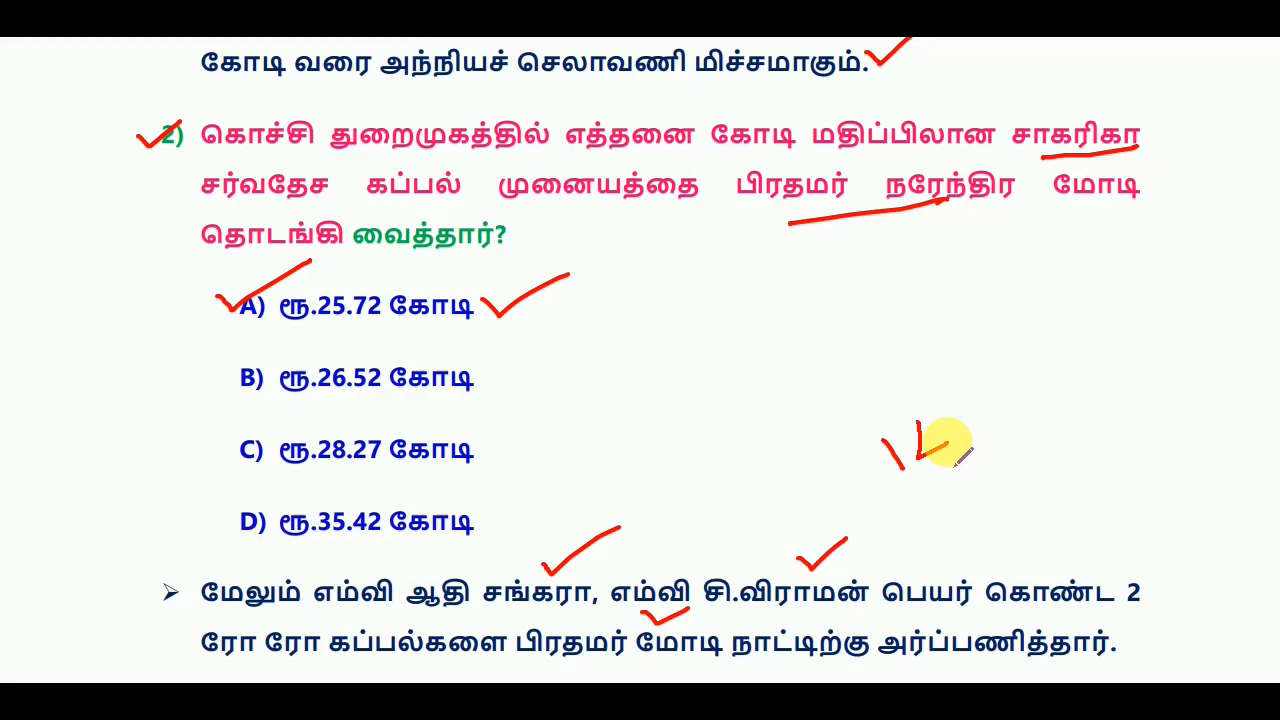 கோடி வரை அந்நியச் செலாவணி மிச்சமாகும்.
2) கொச்சி துறைமுகத்தில் எத்தனை கோடி மதிப்பிலான சாகரிகா
சர்வதேச கப்பல் முனையத்தை பிரதமர் நரேந்திர மோடி
தொடங்கி வைத்தார்?
A) ரூ.25.72 கோடி
B) ரூ.26.52 கோடி
C) ரூ.28.27 கோடி
D) ரூ.35.42 கோடி
➢ மேலும் எம்வி ஆதி சங்கரா, எம்வி சி.விராமன் பெயர் கொண்ட 2
ரோ ரோ கப்பல்களை பிரதமர் மோடி நாட்டிற்கு அர்ப்பணித்தார்.